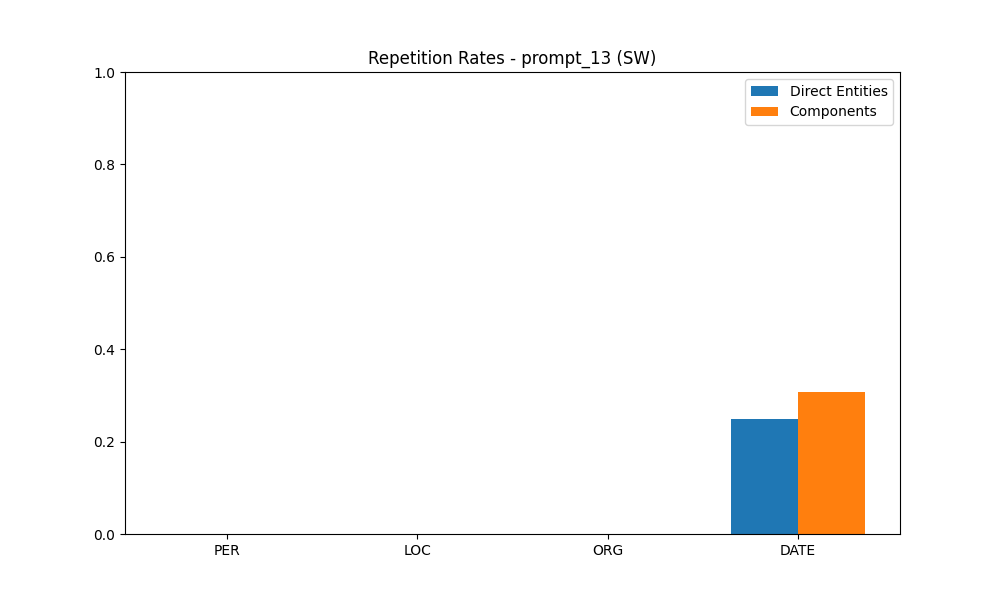 Repetition Rates - prompt_13 (SW)
Direct Entities
Components
1.0
0.8
0.6
0.4
0.2
0.0
PER LOC ORG DATE